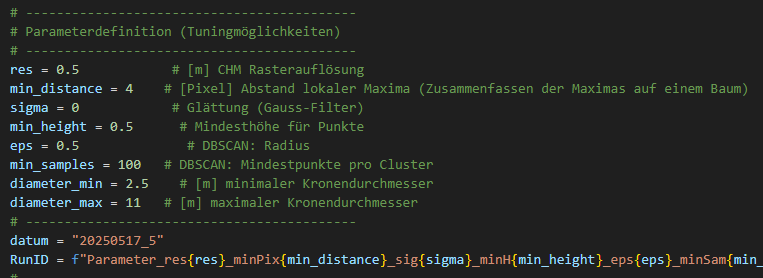 # ------------------------------------------
# Parameterdefinition (Tuningmöglichkeiten)
# ------------------------------------------
res = 0.5 # [m] CHM Rasterauflösung
min_distance = 4 # [Pixel] Abstand lokaler Maxima (Zusammenfassen der Maximas auf einem Baum)
sigma = 0 # Glättung (Gauss-Filter)
min_height = 0.5 # Mindesthöhe für Punkte
eps = 0.5 # DBSCAN: Radius
min_samples = 100 # DBSCAN: Mindestpunkte pro Cluster
diameter_min = 2.5 # [m] minimaler Kronendurchmesser
diameter_max = 11 # [m] maximaler Kronendurchmesser
# ------------------------------------------
datum = "20250517_5"
RunID = f"Parameter_res{res}_minPix{min_distance}_sig{sigma}_minH{min_height}_eps{eps}_minSam{min_